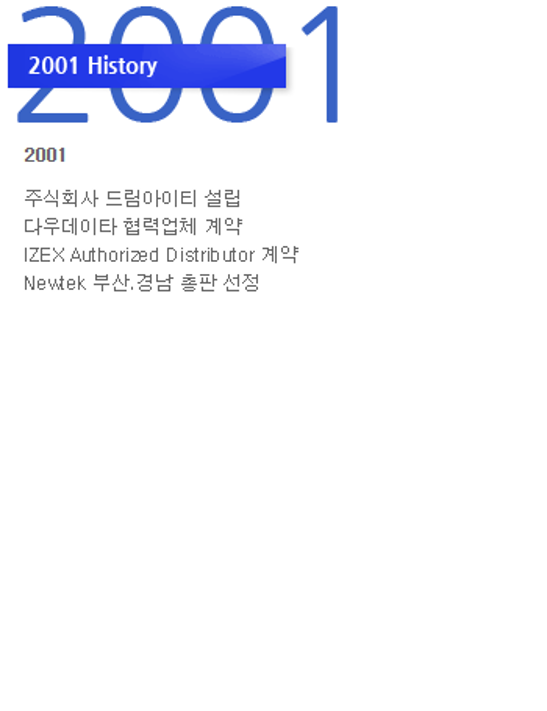 2001
2001 History
2001
주식회사 드림아이티 설립
다우데이타 협력업체 계약
IZEX Authorized Distributor 계약
Newtek 부산.경남 총판 선정